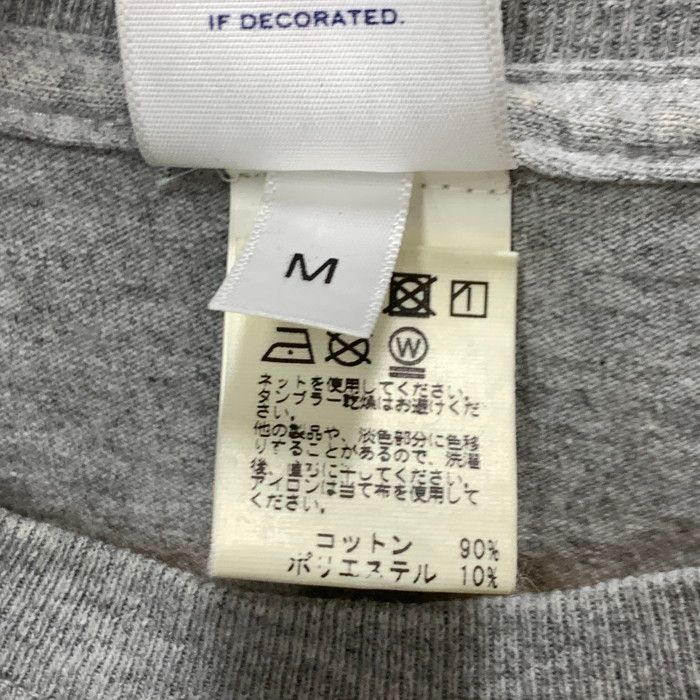 IF DECORATED.
M
W
ネットを使用してください。
タンブラー乾燥はお避けくだ
さい。
他の製品や、淡色部分に色移
りすることがあるので、洗濯
後、直ちに干してください。
アイロンは当て布を使用して
ください。
コットン 90%
ポリエステル 10%